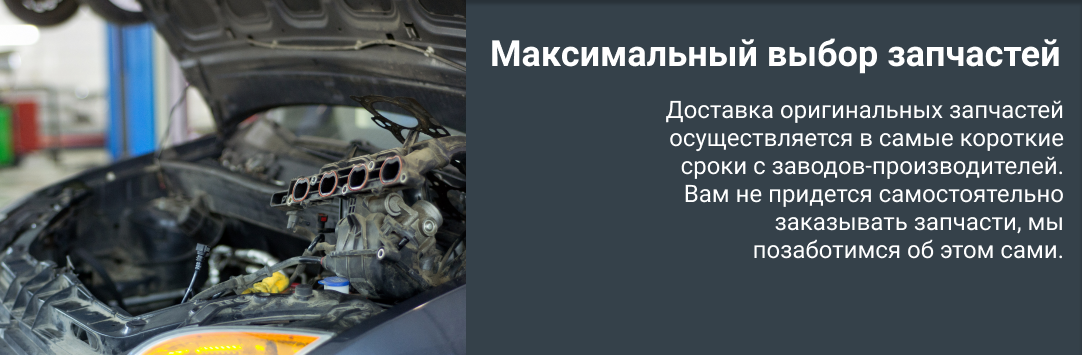 Максимальный выбор запчастей
Доставка оригинальных запчастей
осуществляется в самые короткие
сроки с заводов-производителей.
Вам не придется самостоятельно
заказывать запчасти, мы
позаботимся об этом сами.